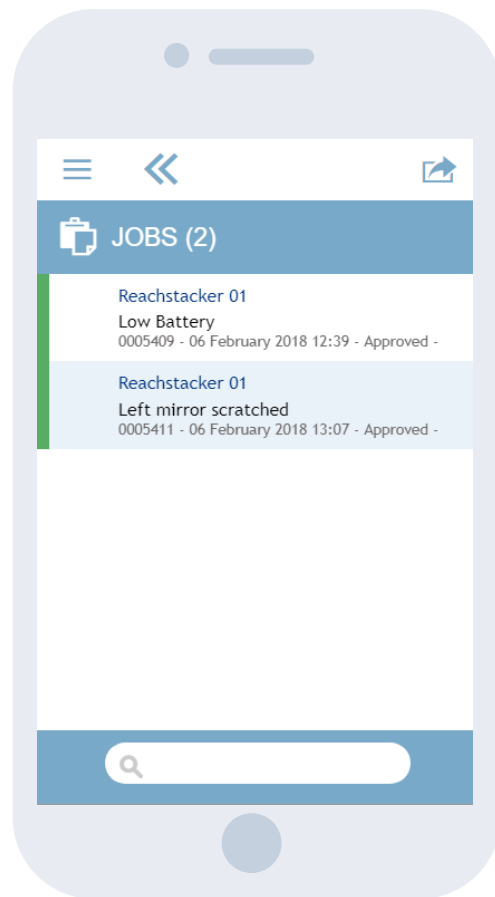 JOBS (2)
Reachstacker 01
Low Battery
0005409 - 06 February 2018 12:39 - Approved -
Reachstacker 01
Left mirror scratched
0005411 - 06 February 2018 13:07 - Approved -